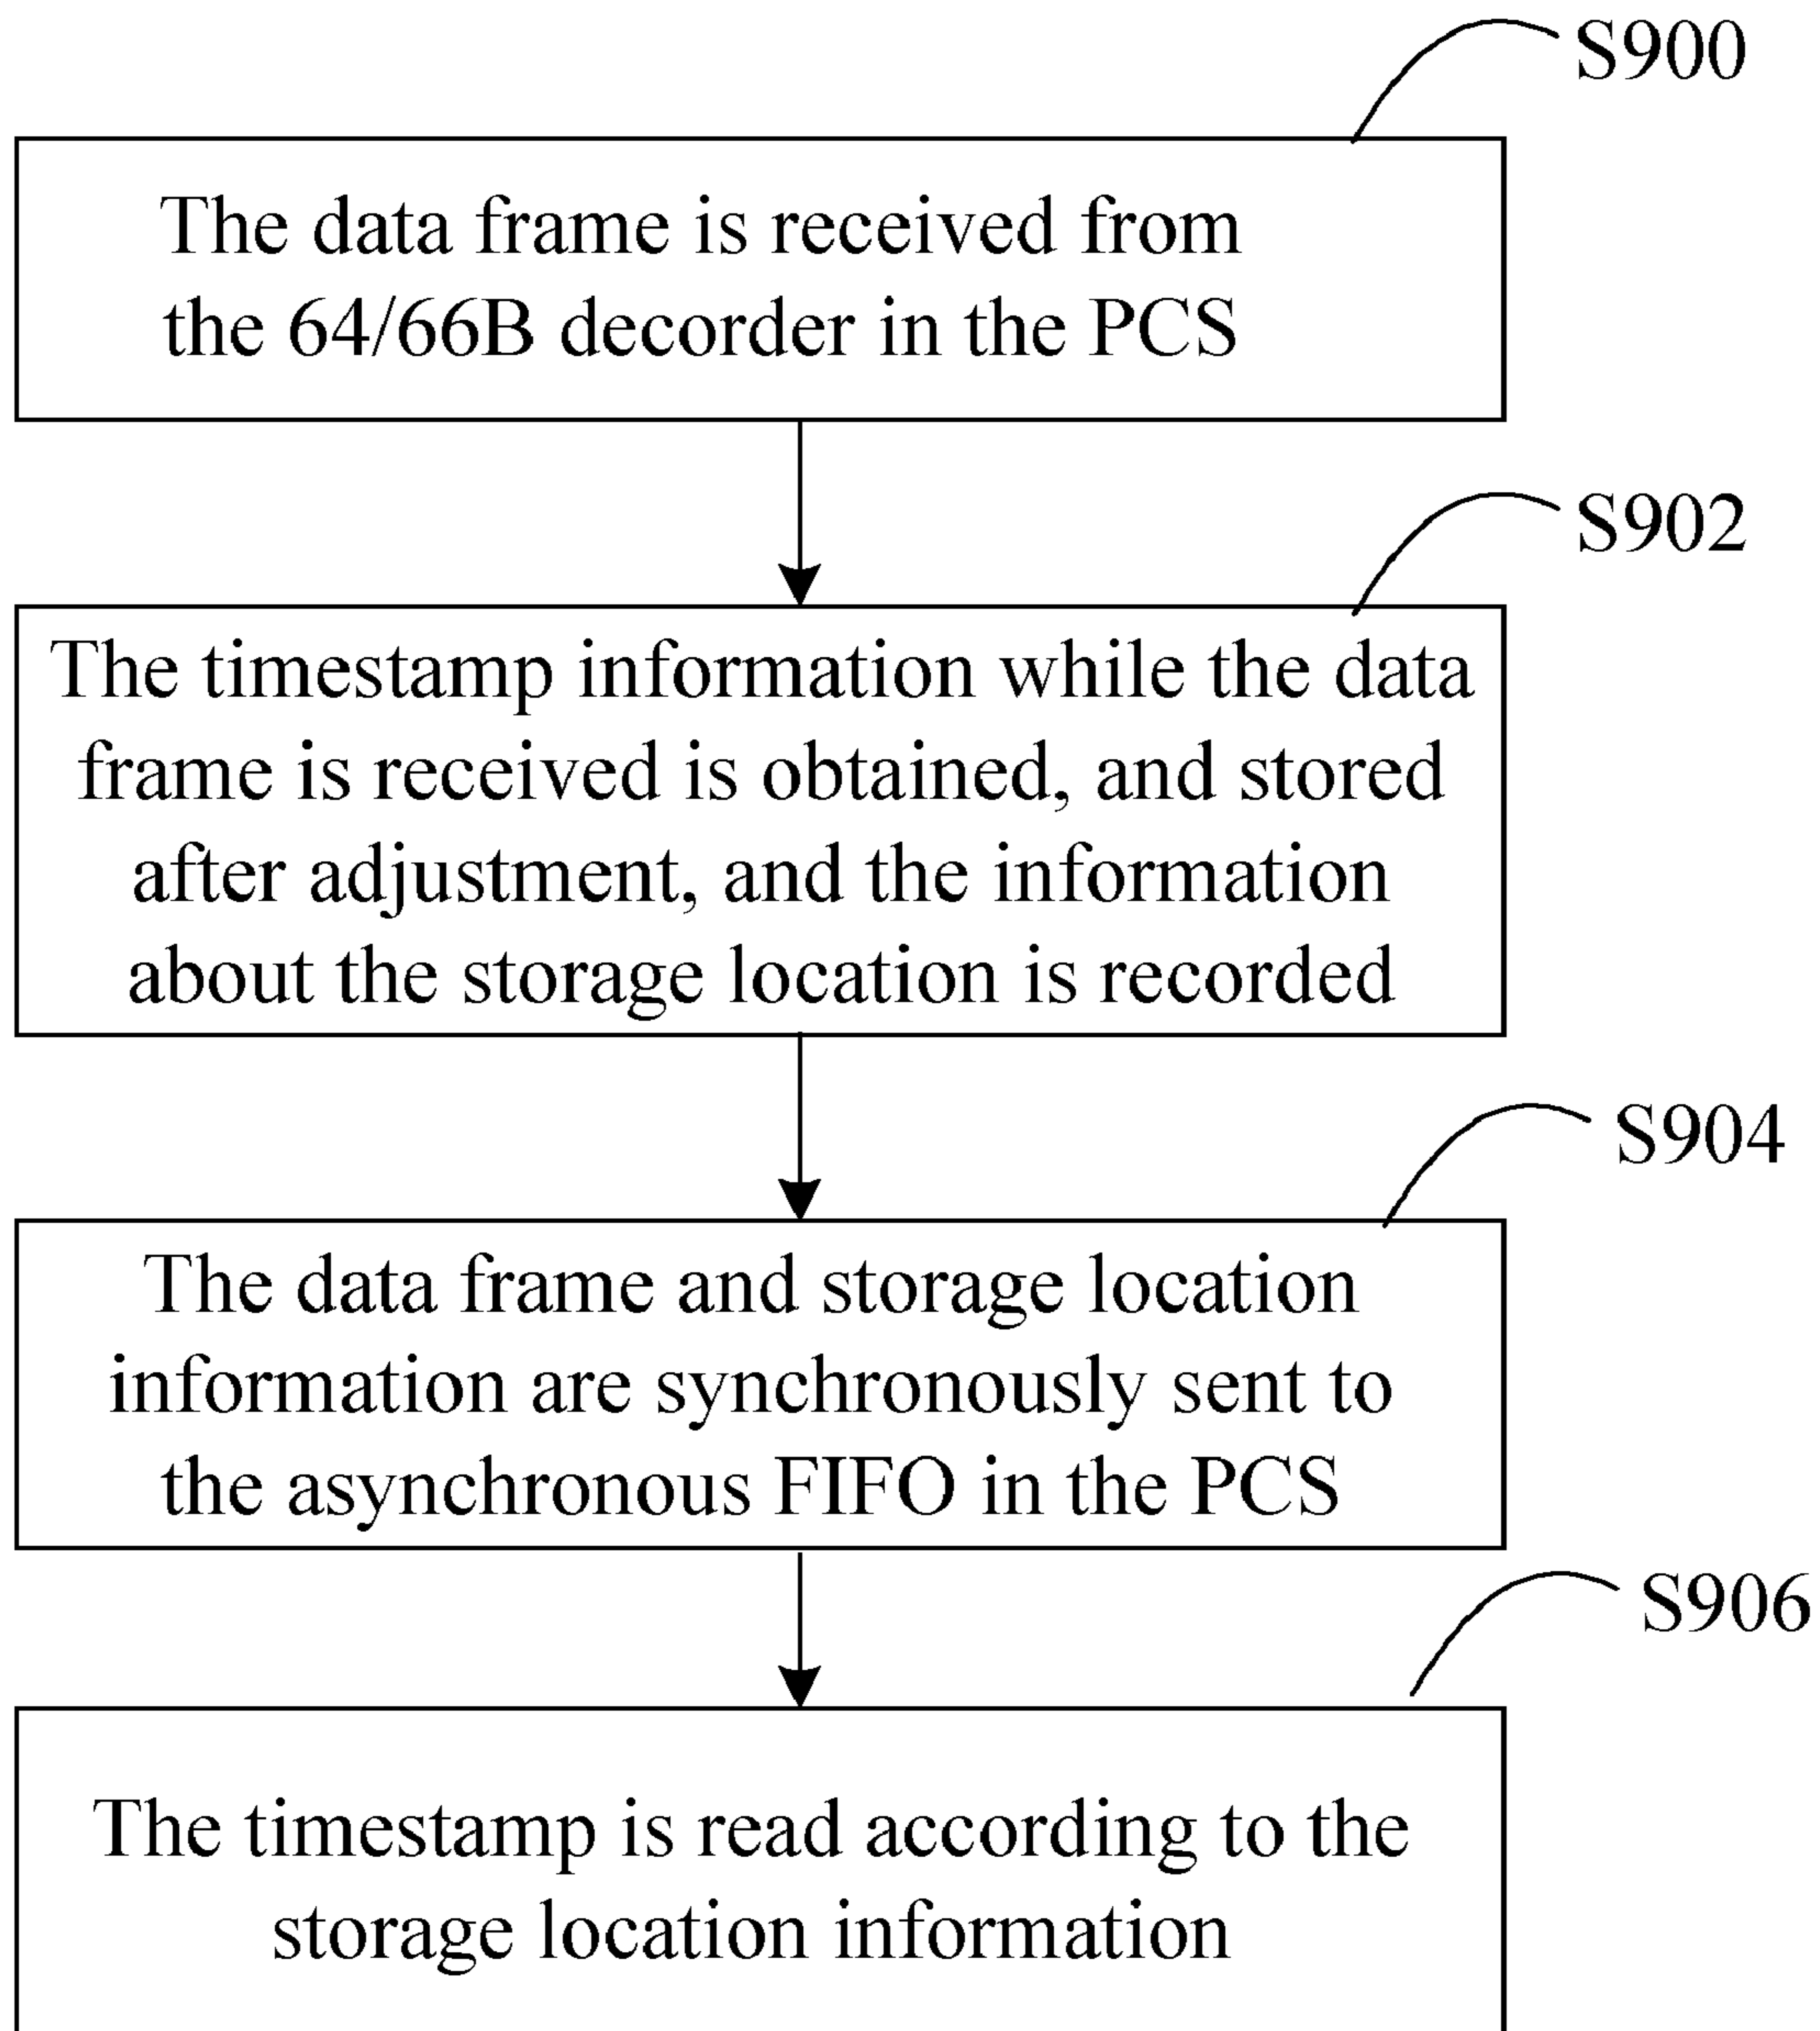 S900
The data frame is received from
the 64/66B decorder in the PCS
S902
The timestamp information while the data
frame is received is obtained, and stored
after adjustment, and the information
about the storage location is recorded
S904
The data frame and storage location
information are synchronously sent to
the asynchronous FIFO in the PCS
S906
The timestamp is read according to the
storage location information